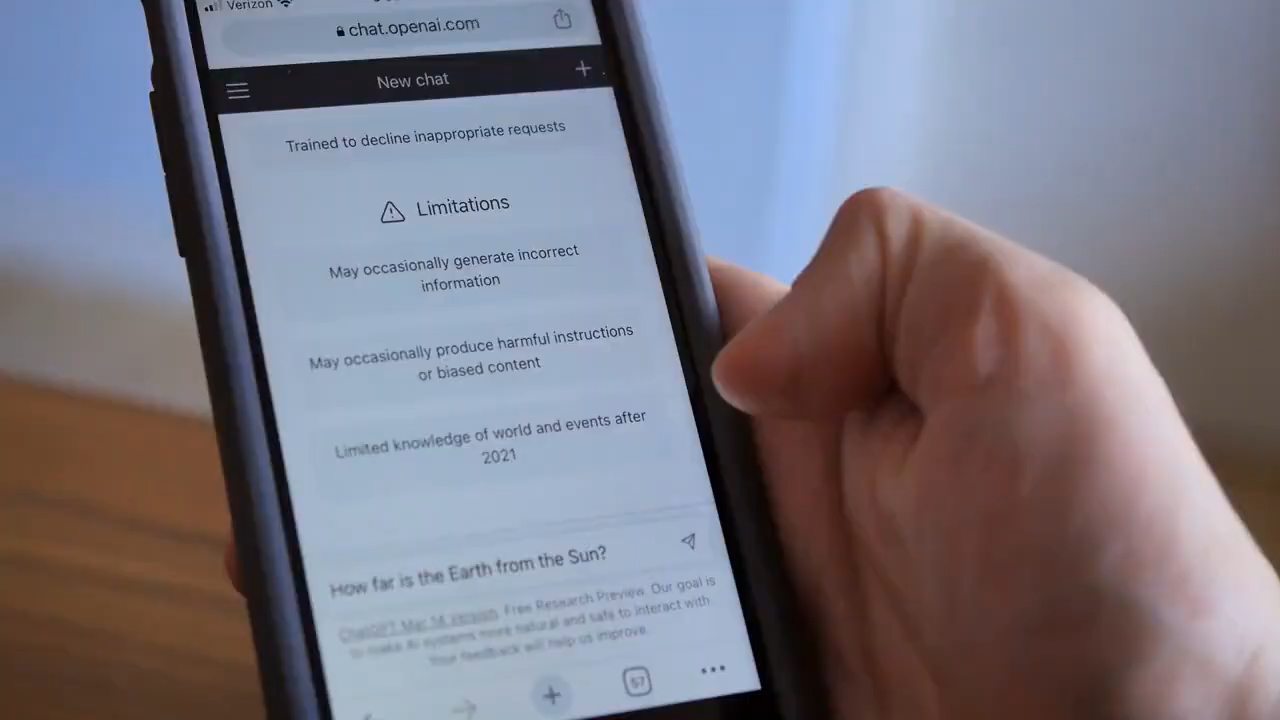 Verizon
chat.openai.com
New chat
Trained to decline inappropriate requests
Limitations
May occasionally generate incorrect
information
May occasionally produce harmful instructions
or biased content
Limited knowledge of world and events after
2021
How far is the Earth from the Sun?
ChatGPT Mar 14 Version. Free Research Preview. Our goal is
to make AI systems more natural and safe to interact with.
Your feedback will help us improve.
57